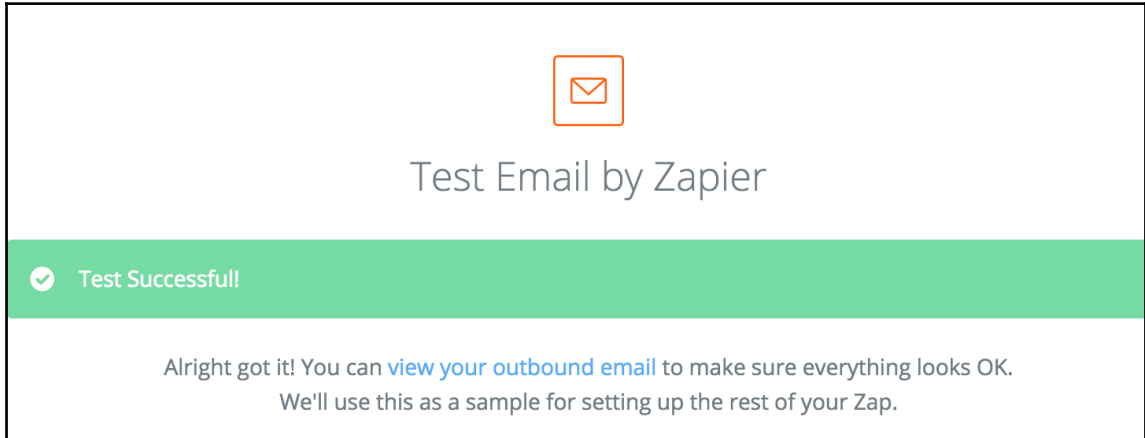 Test Email by Zapier
Test Successful!
Alright got it! You can view your outbound email to make sure everything looks OK.
We'll use this as a sample for setting up the rest of your Zap.